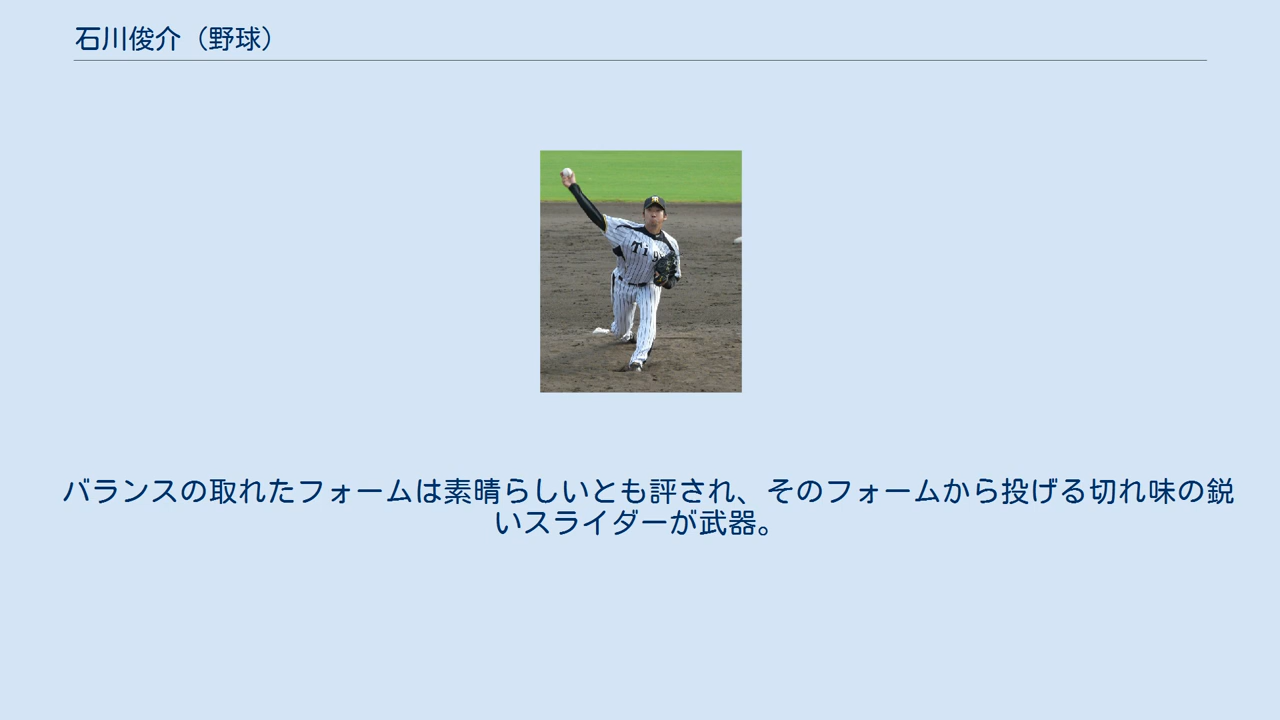 石川俊介（野球）
Tig
バランスの取れたフォームは素晴らしいとも評され、そのフォームから投げる切れ味の鋭
いスライダーが武器。